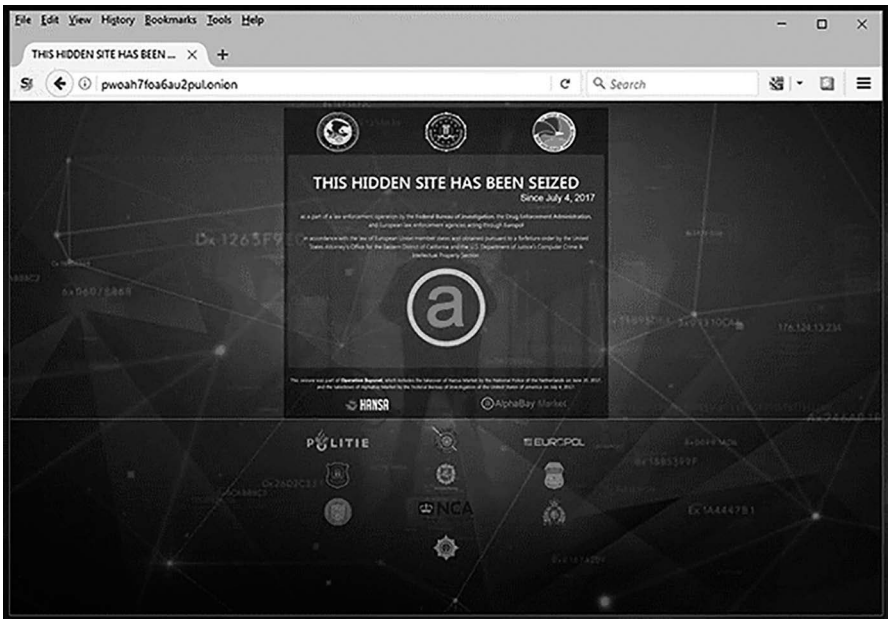 File Edit View History Bookmarks Tools Help
THIS HIDDEN SITE HAS BEEN ...
pwoah7foa6au2pul.onion
Search
THIS HIDDEN SITE HAS BEEN SEIZED
Since July 4, 2017
as a part of a law enforcement operation by the Federal Bureau of Investigation, the Drug Enforcement Administration,
and European law enforcement agencies acting through Europol
in accordance with the law of European Union member states and obtained pursuant to a forfeiture order by the United
States Attorney's Office for the Eastern District of California and the U.S. Department of Justice's Computer Crime &
Intellectual Property Section.
a
This seizure was part of Operation Bayonet, which includes the takeover of Hansa Market by the National Police of the Netherlands on June 20, 2017,
and the takedown of AlphaBay Market by the Federal Bureau of Investigation of the United States of America on July 4, 2017.
HANSA AlphaBay Market
POLITIE EUROPOL
NCA
176.124.13.234